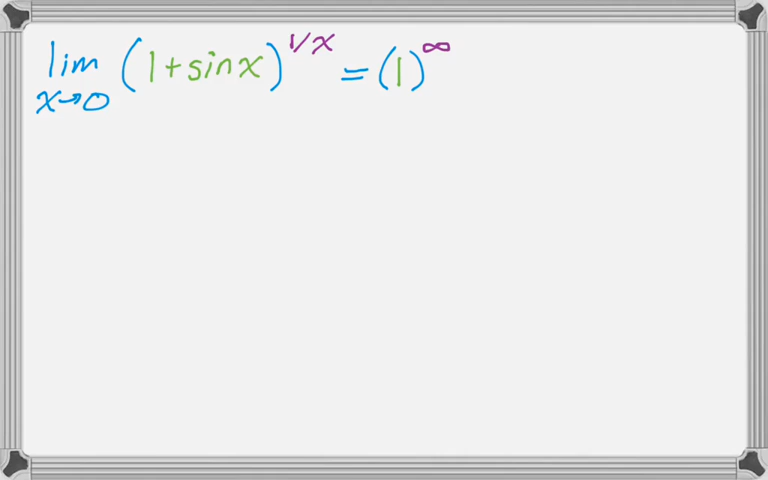 lim (1+sinx)^1/x = (1)^∞
x→0